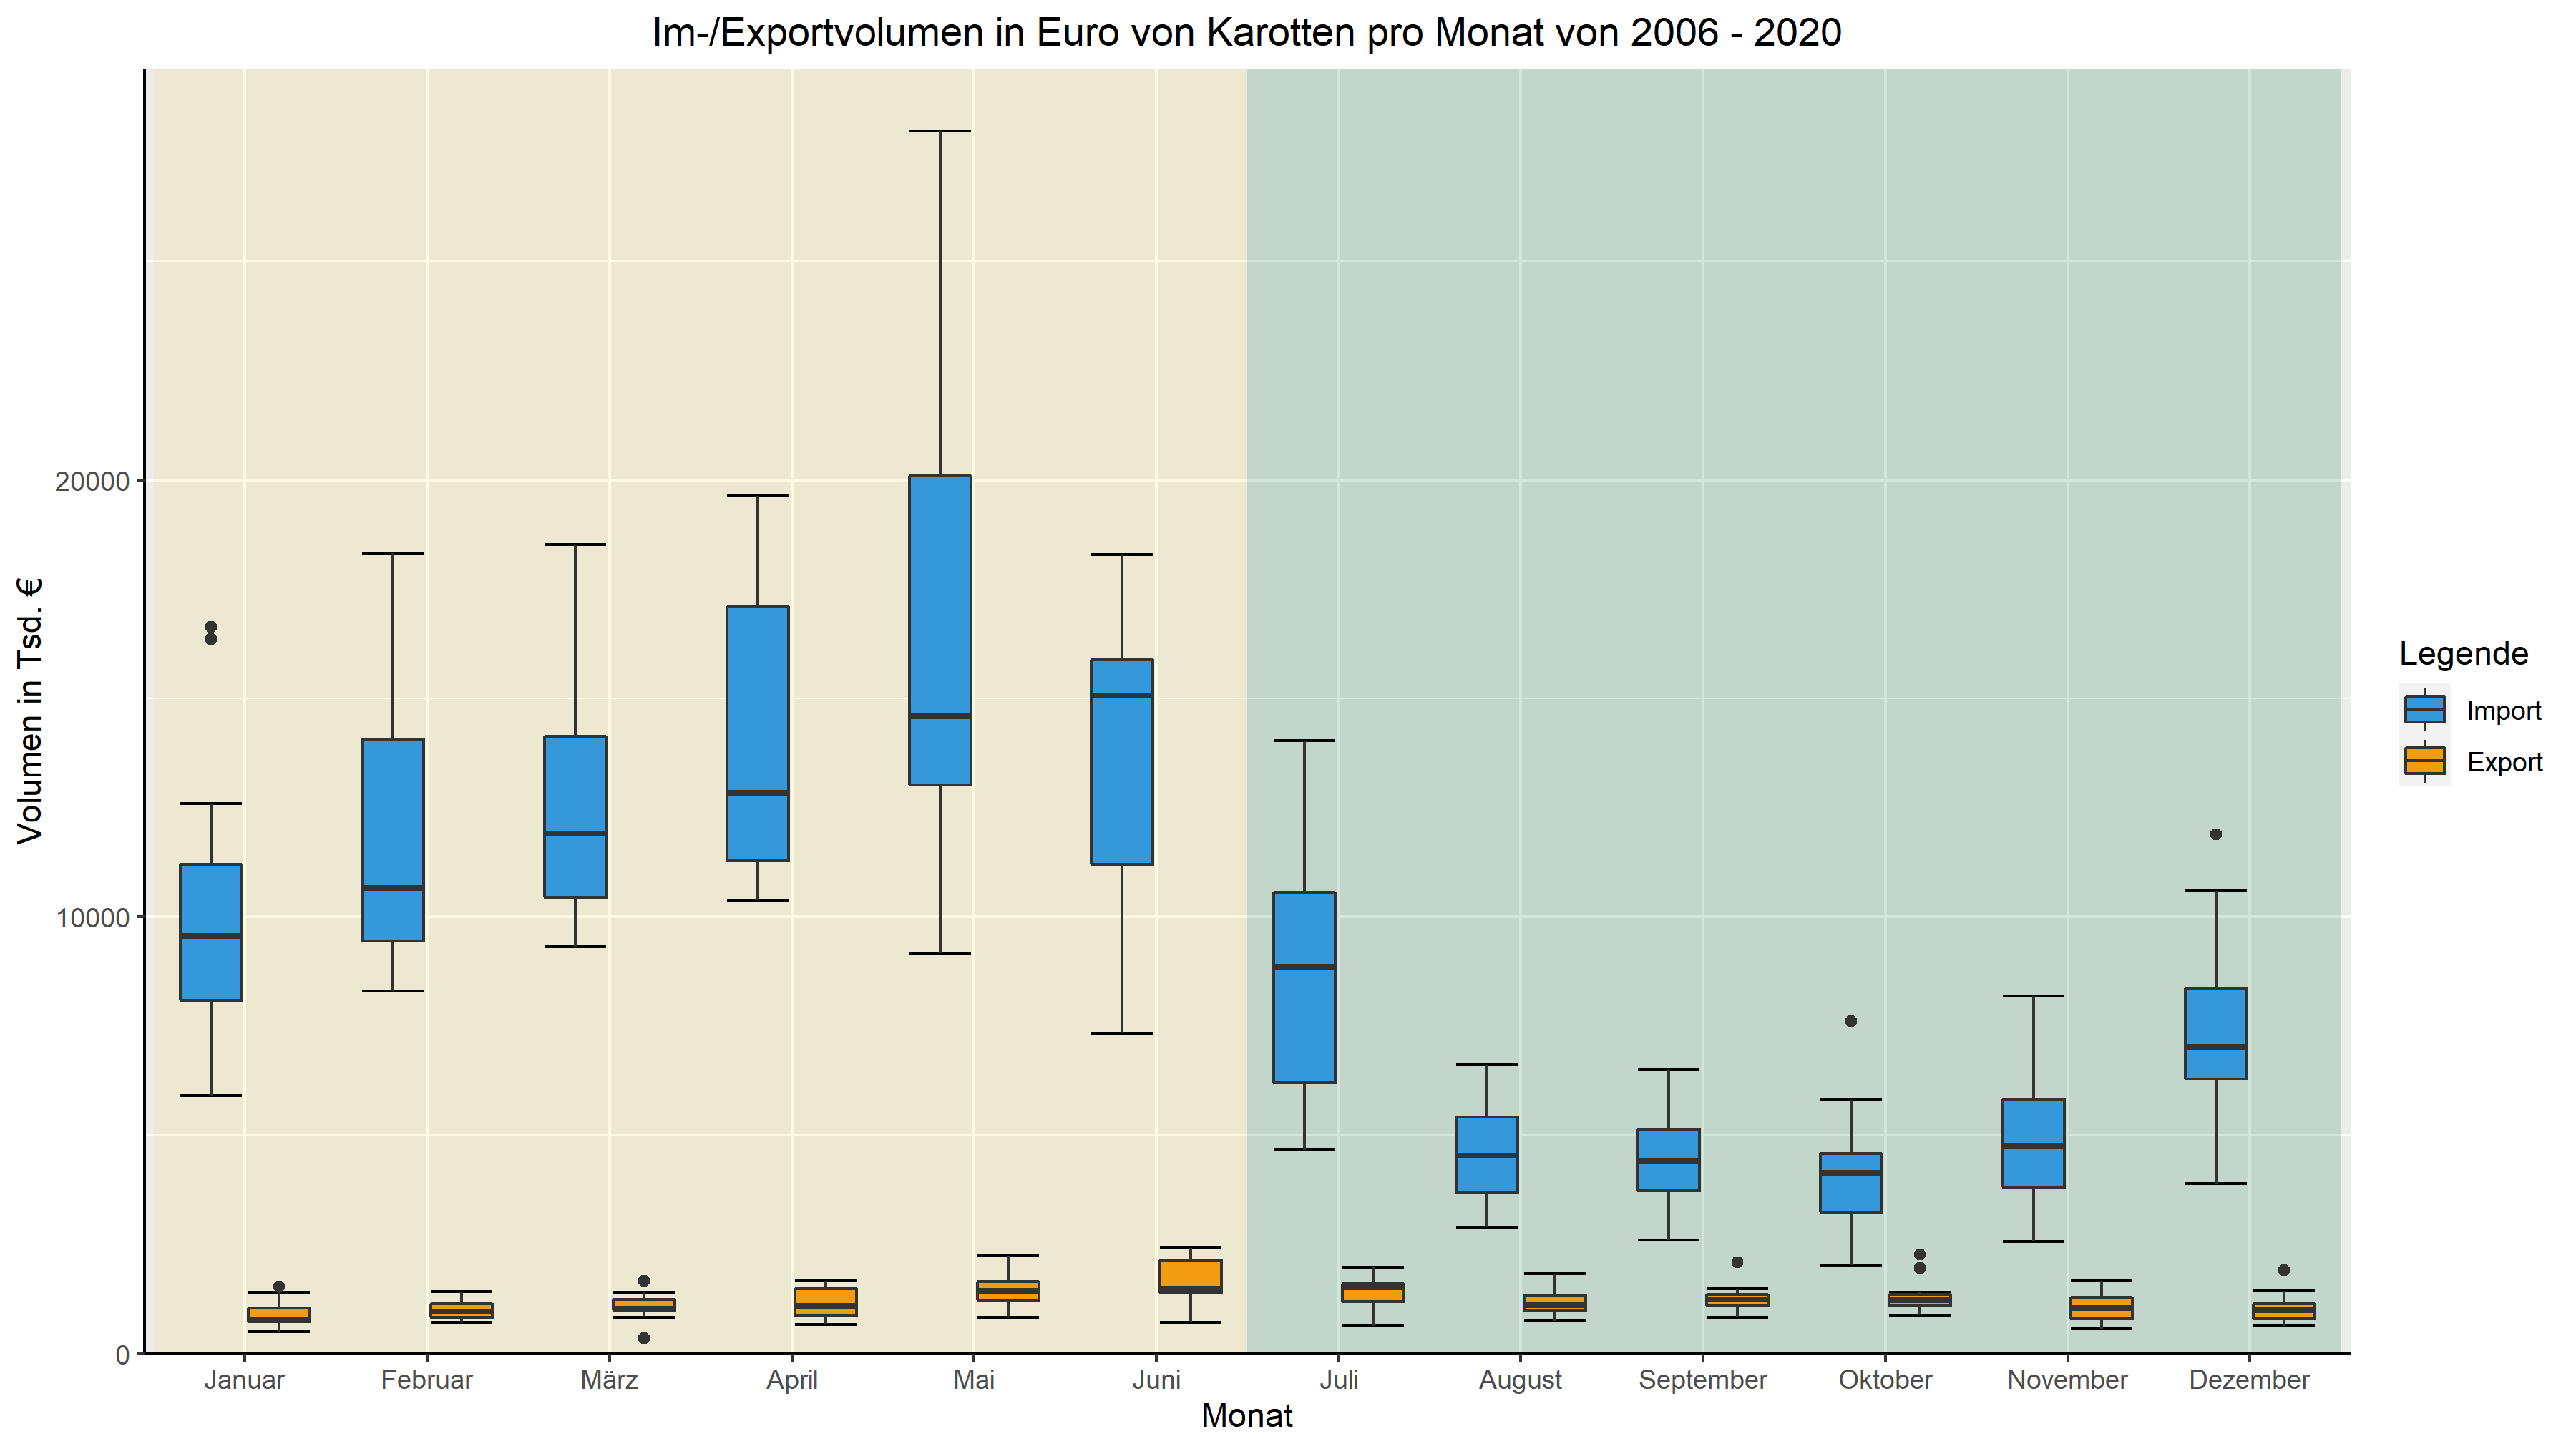 Im-/Exportvolumen in Euro von Karotten pro Monat von 2006 - 2020
Volumen in Tsd. €
20000
10000
0
Januar Februar März April Mai Juni Juli August September Oktober November Dezember
Monat
Legende
Import
Export